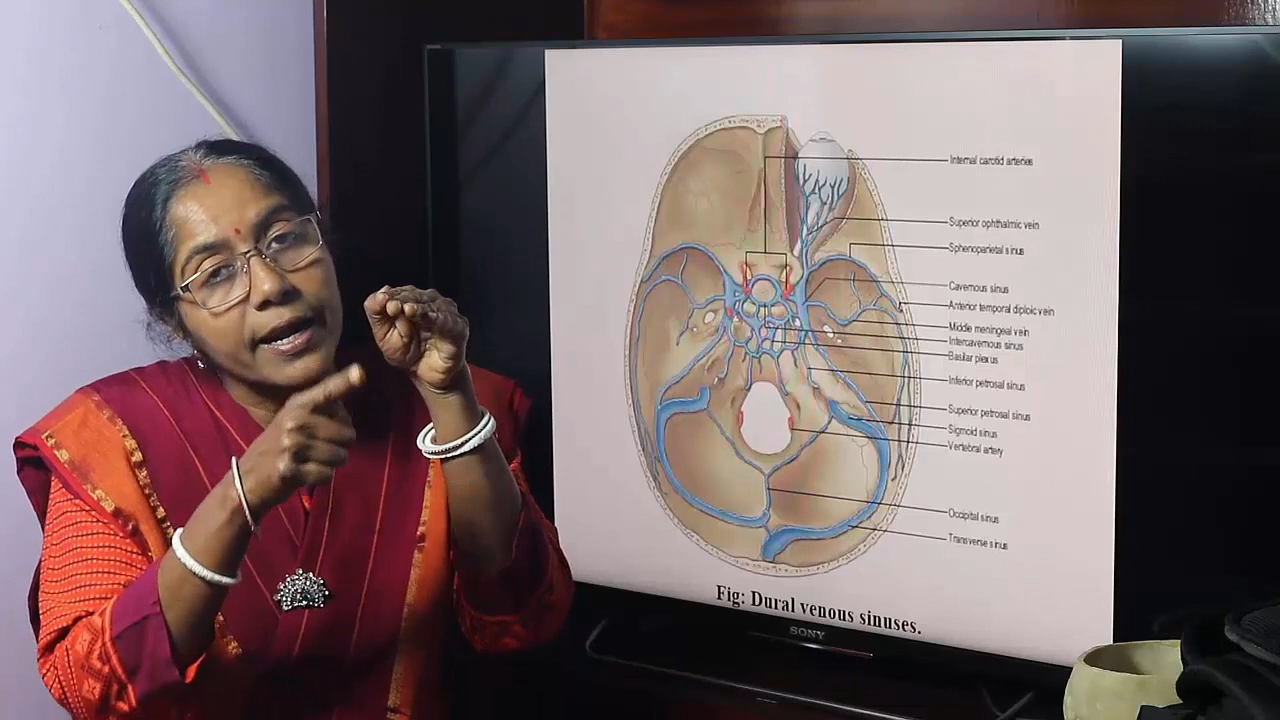 Internal carotid arteries
Superior ophthalmic vein
Sphenoparietal sinus
Cavernous sinus
Anterior temporal diploic vein
Middle meningeal vein
Intercavernous sinus
Basilar plexus
Inferior petrosal sinus
Superior petrosal sinus
Sigmoid sinus
Vertebral artery
Occipital sinus
Transverse sinus
Fig: Dural venous sinuses.
SONY